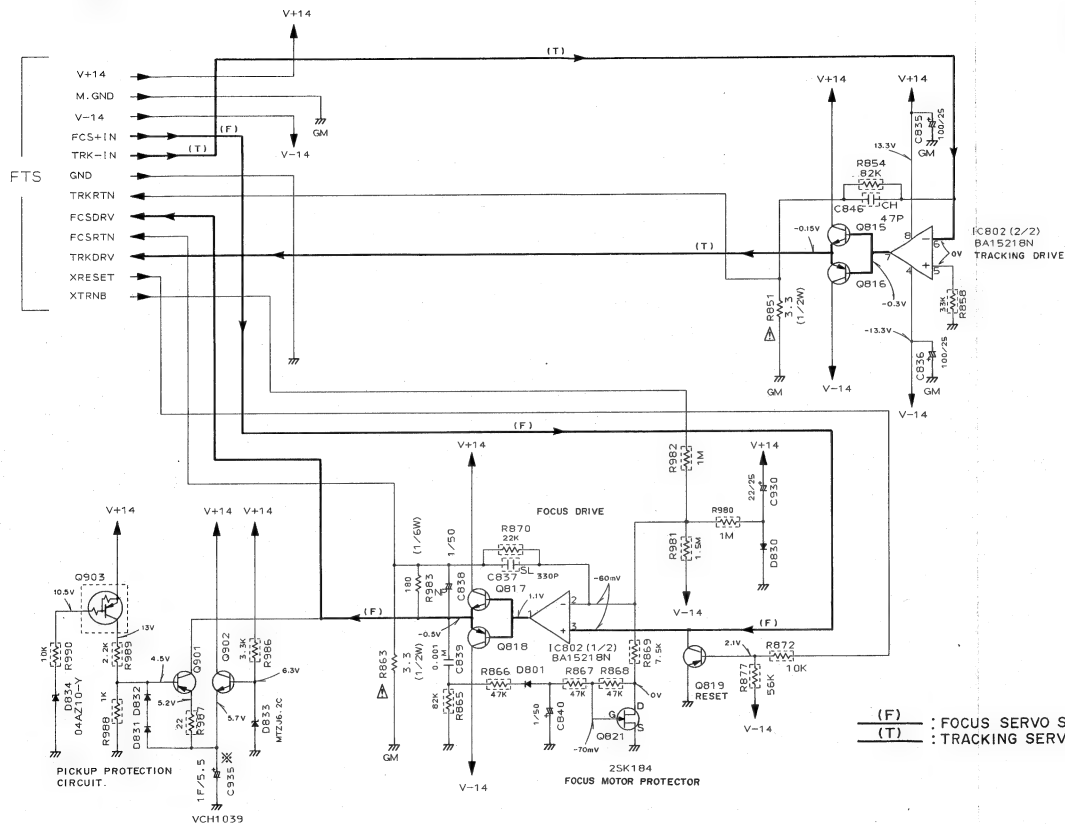 V+14
(T)
FTS
V+14
M.GND
V-14
FCS+IN
TRK-IN
GND
TRKRTN
FCSDRV
FCSRTN
TRKDRV
XRESET
XTRNB
(F)
(T)
GM
V-14
V+14
V+14
C835
100/25
13.3V
GM
R854
82K
C846
CH
47P
Q815
-0.15V
(T)
8
6
7
5
4
0V
IC802 (2/2)
BA15218N
TRACKING DRIVE
Q816
-0.3V
33K
R858
R851
3.3
(1/2W)
-13.3V
C836
100/25
GM
V-14
GM
V-14
(F)
V+14
V+14
R982
1M
22/25
C930
R980
1M
D830
R981
1.5M
V-14
FOCUS DRIVE
(1/6W)
1/50
R870
22K
C837
SL
330P
180
R983
NP
C838
Q817
1.1V
1
2
3
-60mV
(F)
(F)
-0.5V
Q818
IC802 (1/2)
BA15218N
R869
7.5K
Q819
RESET
2.1V
R872
10K
R877
56K
V-14
R863
3.3
(1/2W)
0.001
M
C839
82K
R865
R866
47K
D801
R867
47K
R868
47K
0V
1/50
C840
G
D
S
Q821
-70mV
2SK184
FOCUS MOTOR PROTECTOR
GM
V-14
V+14
V+14
V+14
Q903
10.5V
13V
10K
R990
2.2K
R989
D834
04AZ10-Y
1K
R988
4.5V
Q901
5.2V
D831
D832
22
R987
Q902
5.7V
3.3K
R986
6.3V
D833
MTZJ6.2C
※
1F/5.5
C935
VCH1039
PICKUP PROTECTION
CIRCUIT.
(F) : FOCUS SERVO S
(T) : TRACKING SERV